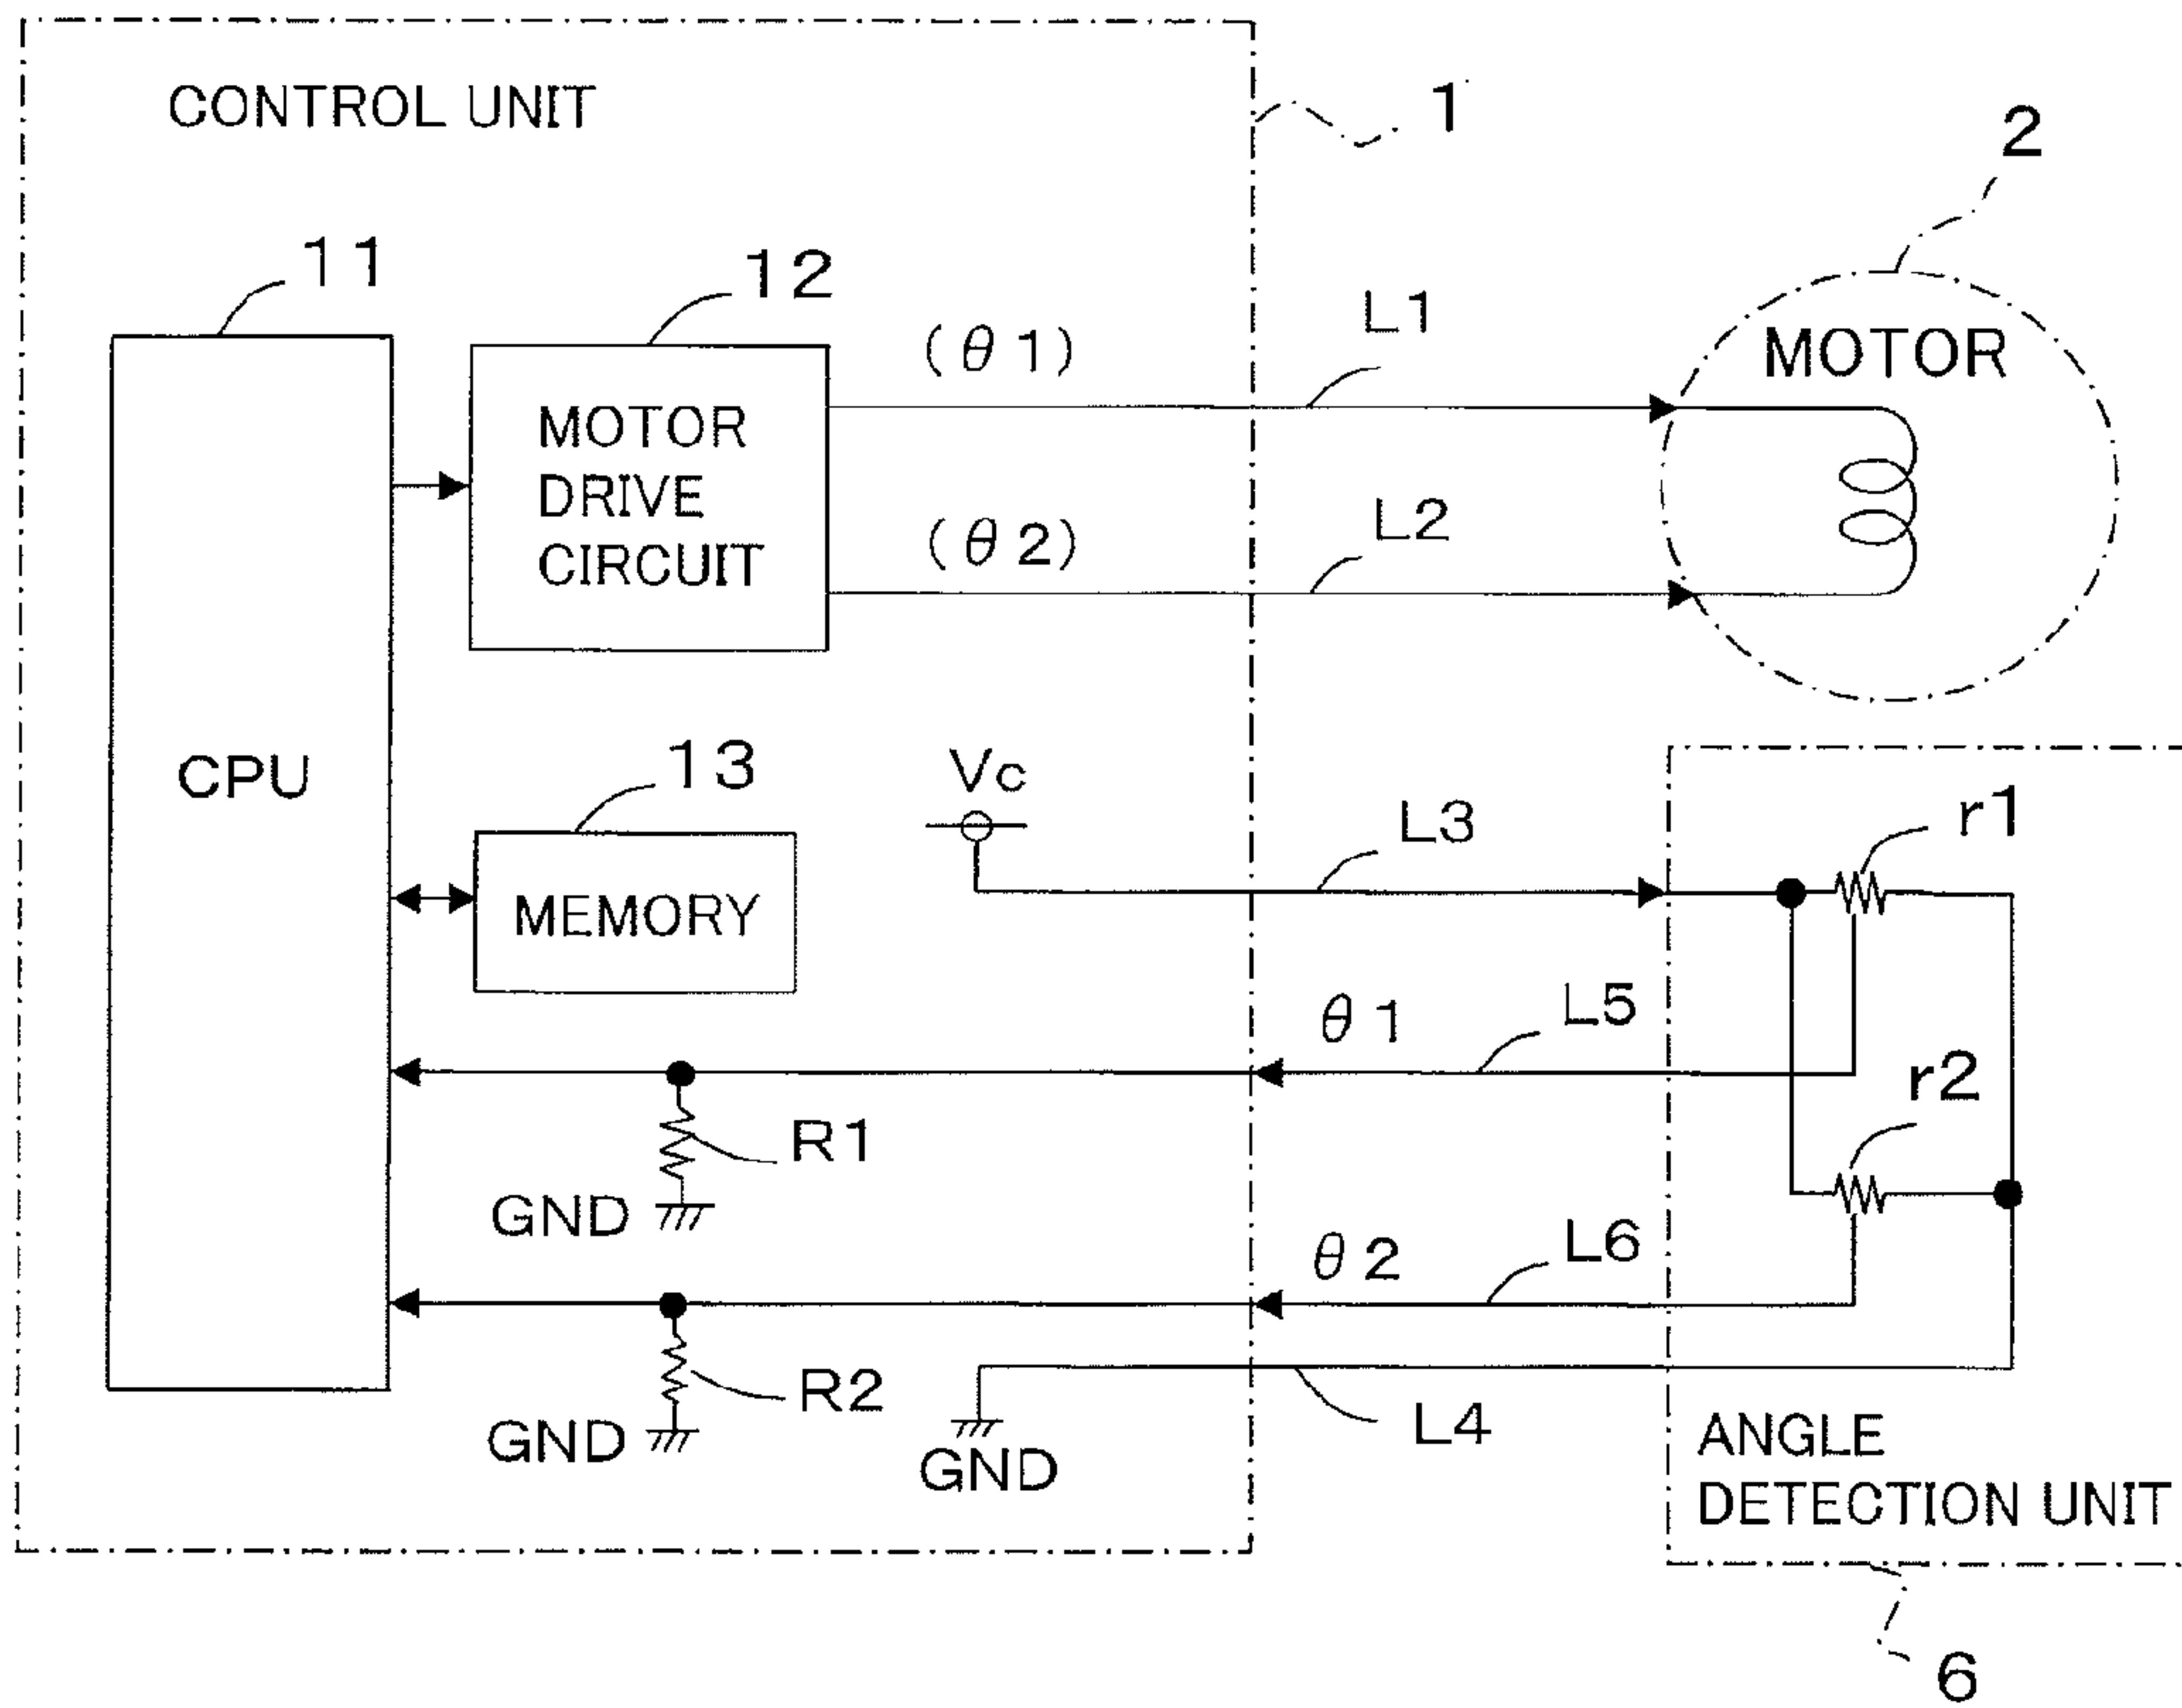 CONTROL UNIT
1
2
11
12
(θ1)
L1
MOTOR
MOTOR
DRIVE
CIRCUIT
(θ2)
L2
CPU
13
Vc
L3
r1
MEMORY
θ1
L5
r2
R1
GND
θ2
L6
R2
GND
GND
L4
ANGLE
DETECTION UNIT
6